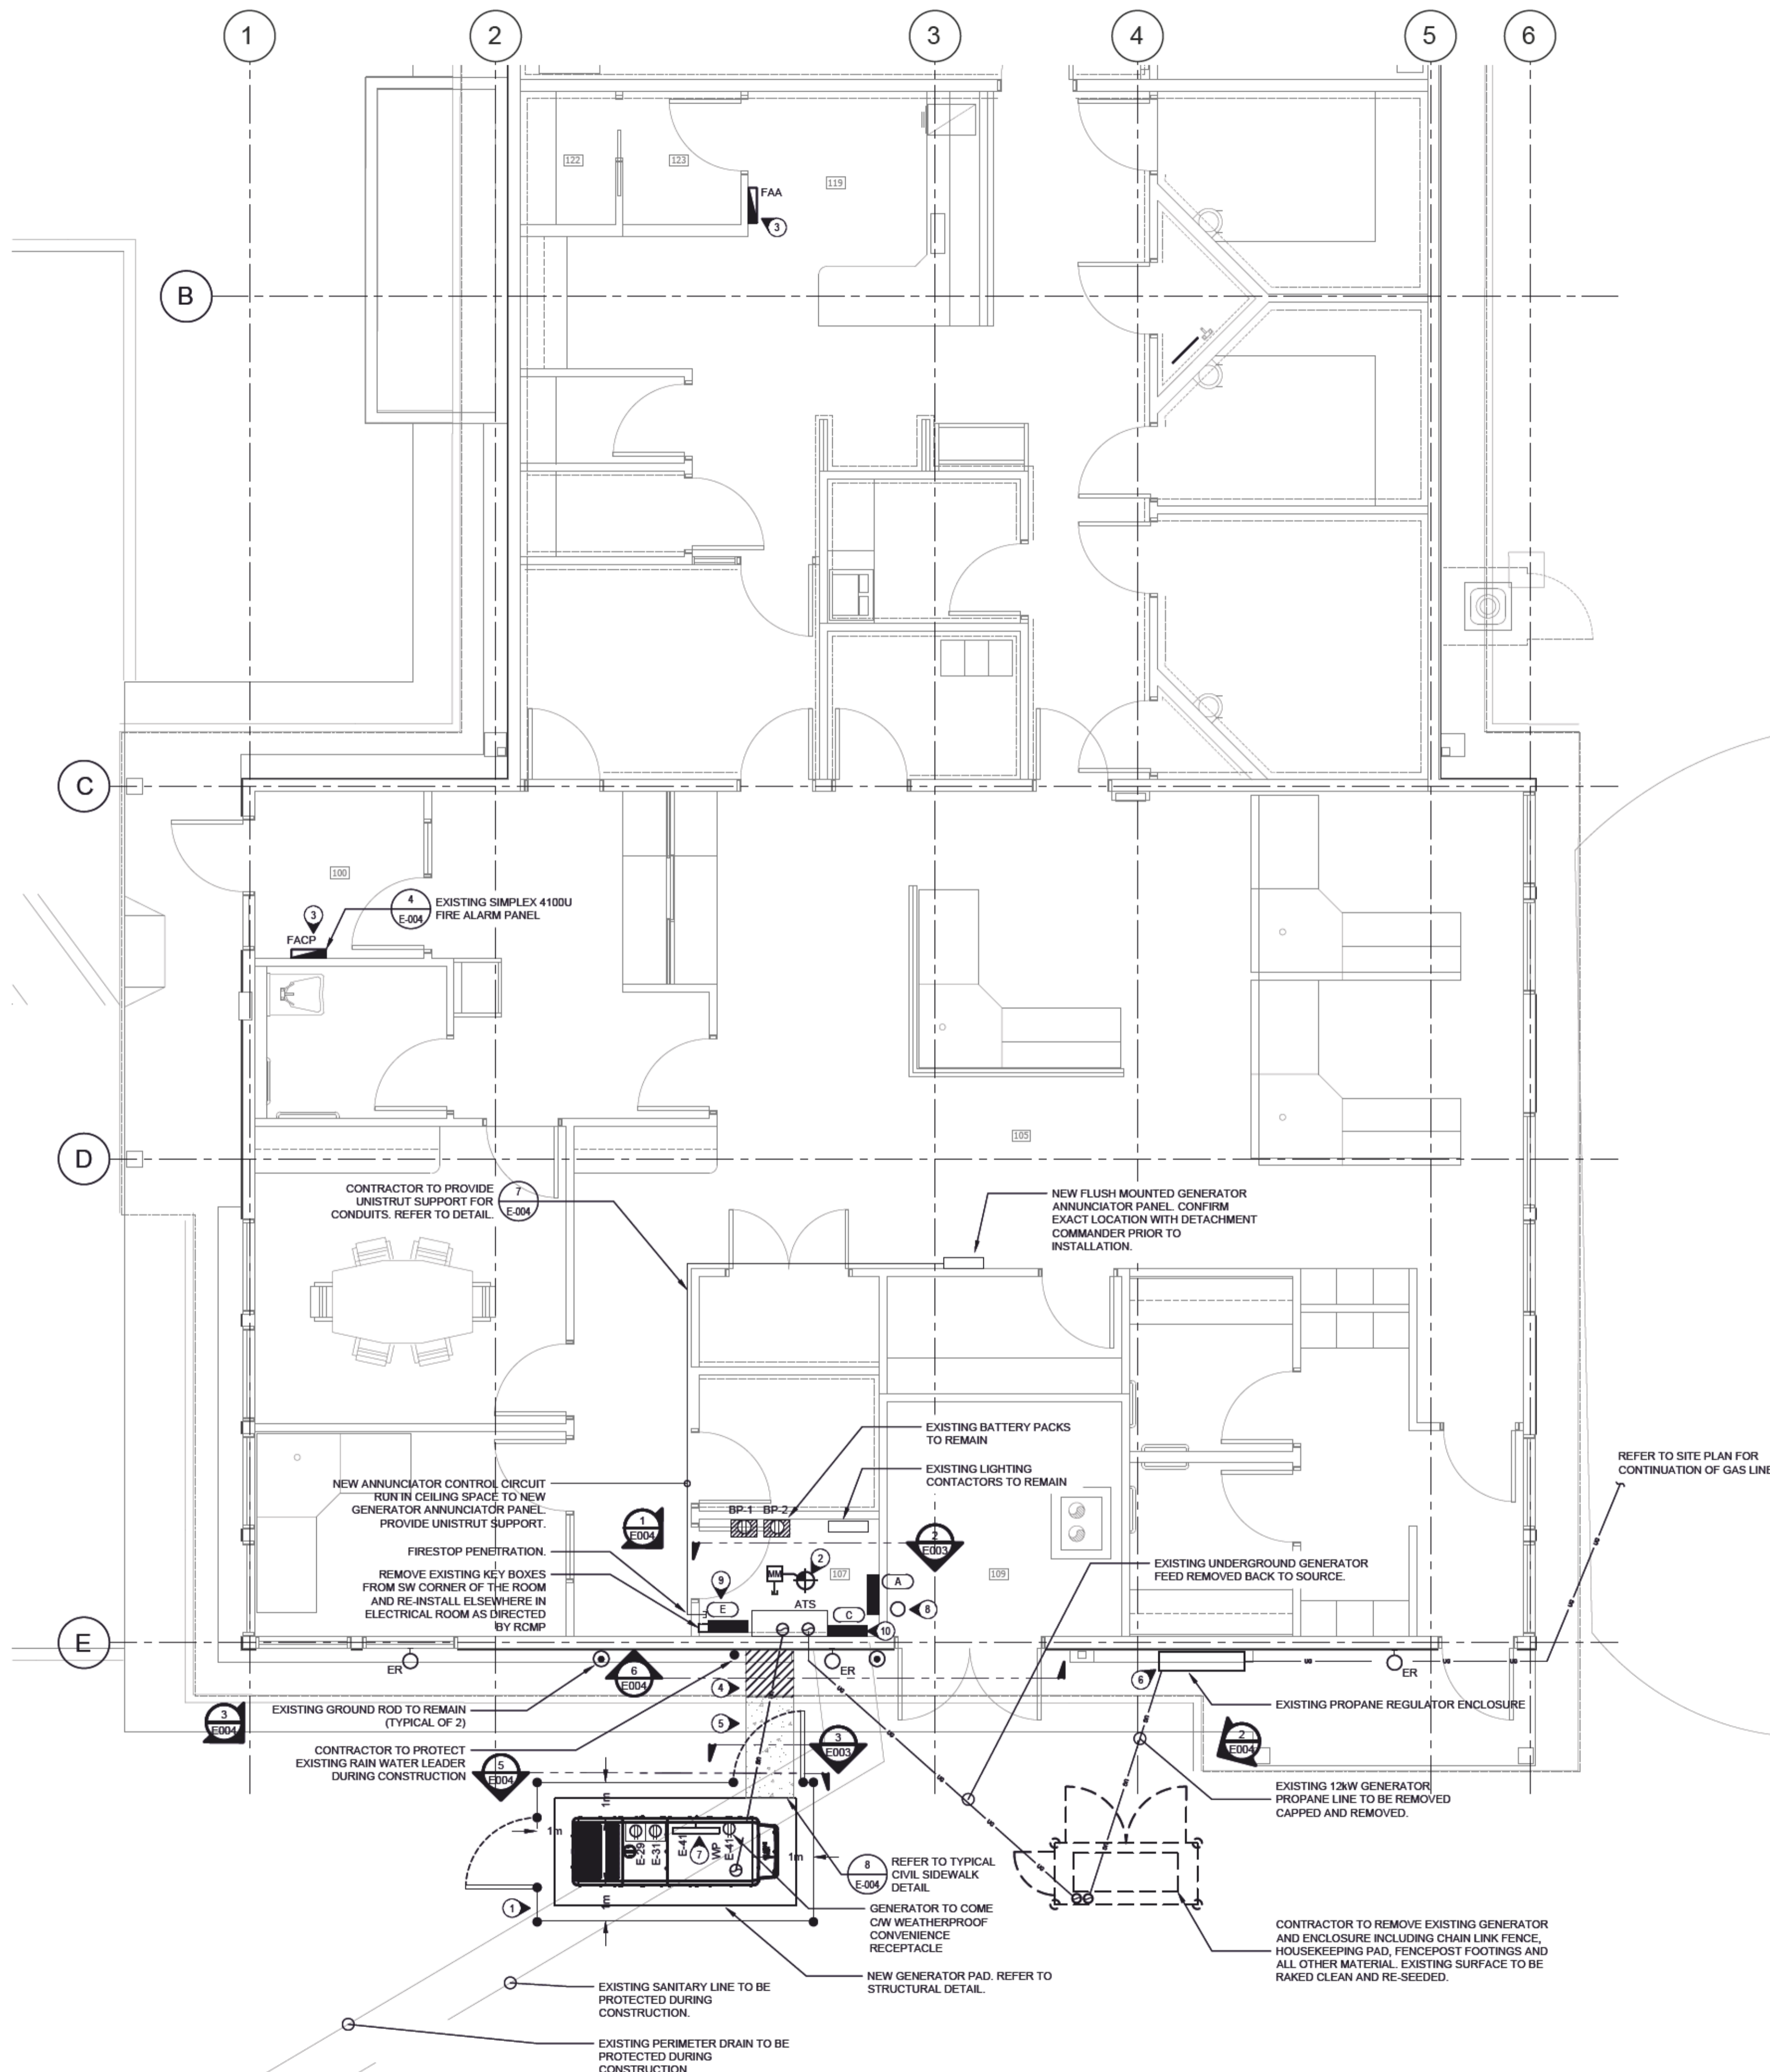 1
2
3
4
5
6
122
123
119
FAA
3
B
C
100
4
E-004
EXISTING SIMPLEX 4100U
FIRE ALARM PANEL
3
FACP
105
D
CONTRACTOR TO PROVIDE
UNISTRUT SUPPORT FOR
CONDUITS. REFER TO DETAIL.
7
E-004
NEW FLUSH MOUNTED GENERATOR
ANNUNCIATOR PANEL. CONFIRM
EXACT LOCATION WITH DETACHMENT
COMMANDER PRIOR TO
INSTALLATION.
EXISTING BATTERY PACKS
TO REMAIN
EXISTING LIGHTING
CONTACTORS TO REMAIN
REFER TO SITE PLAN FOR
CONTINUATION OF GAS LINE
NEW ANNUNCIATOR CONTROL CIRCUIT
RUN IN CEILING SPACE TO NEW
GENERATOR ANNUNCIATOR PANEL.
PROVIDE UNISTRUT SUPPORT.
1
E004
BP-1 BP-2
2
E003
FIRESTOP PENETRATION.
REMOVE EXISTING KEY BOXES
FROM SW CORNER OF THE ROOM
AND RE-INSTALL ELSEWHERE IN
ELECTRICAL ROOM AS DIRECTED
BY RCMP
9
E
MM
2
107
A
109
ATS
C
8
10
EXISTING UNDERGROUND GENERATOR
FEED REMOVED BACK TO SOURCE.
E
ER
6
E004
4
ER
6
UG
UG
UG
ER
UG
UG
UG
EXISTING PROPANE REGULATOR ENCLOSURE
3
E004
EXISTING GROUND ROD TO REMAIN
(TYPICAL OF 2)
5
3
E003
UG
2
E004
CONTRACTOR TO PROTECT
EXISTING RAIN WATER LEADER
DURING CONSTRUCTION
5
E004
EXISTING 12kW GENERATOR
PROPANE LINE TO BE REMOVED
CAPPED AND REMOVED.
1m
1m
E-29
E-31
E-41
7
WP
E-41
1m
1m
1
8
E-004
REFER TO TYPICAL
CIVIL SIDEWALK
DETAIL
GENERATOR TO COME
C/W WEATHERPROOF
CONVENIENCE
RECEPTACLE
CONTRACTOR TO REMOVE EXISTING GENERATOR
AND ENCLOSURE INCLUDING CHAIN LINK FENCE,
HOUSEKEEPING PAD, FENCEPOST FOOTINGS AND
ALL OTHER MATERIAL. EXISTING SURFACE TO BE
RAKED CLEAN AND RE-SEEDED.
NEW GENERATOR PAD. REFER TO
STRUCTURAL DETAIL.
EXISTING SANITARY LINE TO BE
PROTECTED DURING
CONSTRUCTION.
EXISTING PERIMETER DRAIN TO BE
PROTECTED DURING
CONSTRUCTION